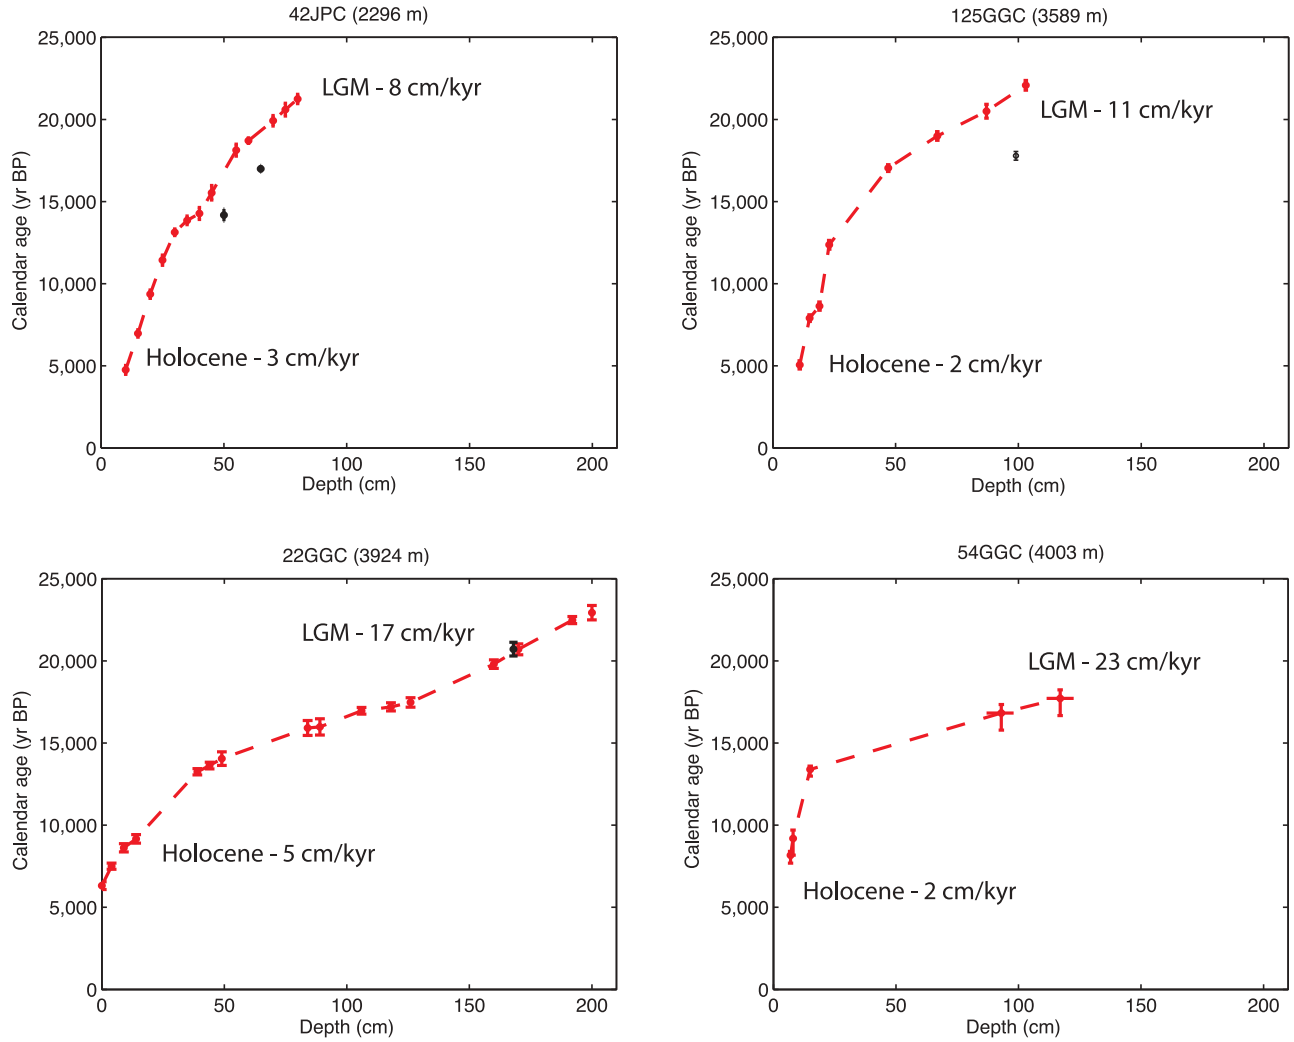 42JPC (2296 m)
25,000
20,000
15,000
10,000
5,000
0
Calendar age (yr BP)
LGM - 8 cm/kyr
Holocene - 3 cm/kyr
0 50 100 150 200
Depth (cm)
125GGC (3589 m)
25,000
20,000
15,000
10,000
5,000
0
Calendar age (yr BP)
LGM - 11 cm/kyr
Holocene - 2 cm/kyr
0 50 100 150 200
Depth (cm)
22GGC (3924 m)
25,000
20,000
15,000
10,000
5,000
0
Calendar age (yr BP)
LGM - 17 cm/kyr
Holocene - 5 cm/kyr
0 50 100 150 200
Depth (cm)
54GGC (4003 m)
25,000
20,000
15,000
10,000
5,000
0
Calendar age (yr BP)
LGM - 23 cm/kyr
Holocene - 2 cm/kyr
0 50 100 150 200
Depth (cm)